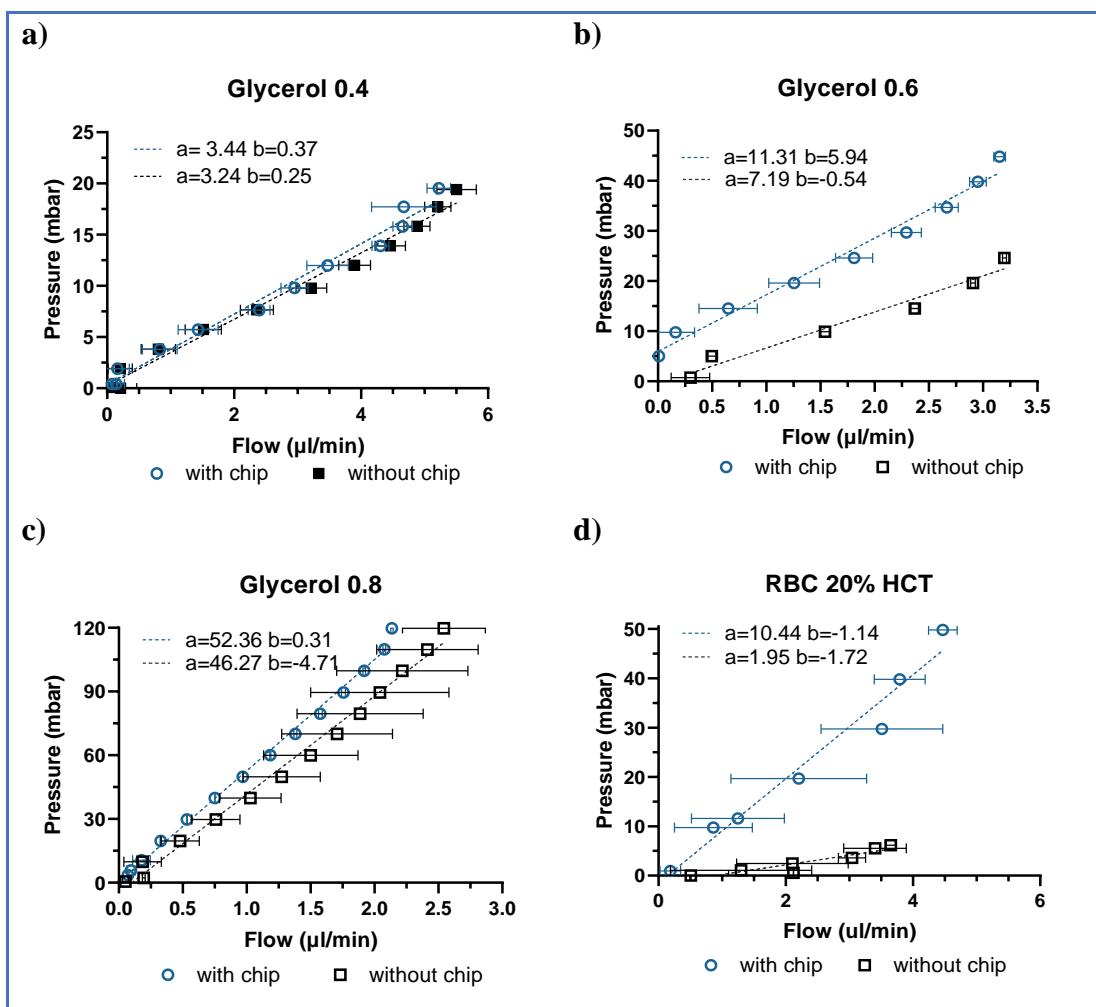 a)
Glycerol 0.4
a= 3.44 b=0.37
a=3.24 b=0.25
25
20
15
10
5
0
Pressure (mbar)
0 2 4 6
Flow (µl/min)
with chip without chip
b)
Glycerol 0.6
a=11.31 b=5.94
a=7.19 b=-0.54
50
40
30
20
10
0
Pressure (mbar)
0.0 0.5 1.0 1.5 2.0 2.5 3.0 3.5
Flow (µl/min)
with chip without chip
c)
Glycerol 0.8
a=52.36 b=0.31
a=46.27 b=-4.71
120
90
60
30
0
Pressure (mbar)
0.0 0.5 1.0 1.5 2.0 2.5 3.0
Flow (µl/min)
with chip without chip
d)
RBC 20% HCT
a=10.44 b=-1.14
a=1.95 b=-1.72
50
40
30
20
10
0
Pressure (mbar)
0 2 4 6
Flow (ul/min)
with chip without chip